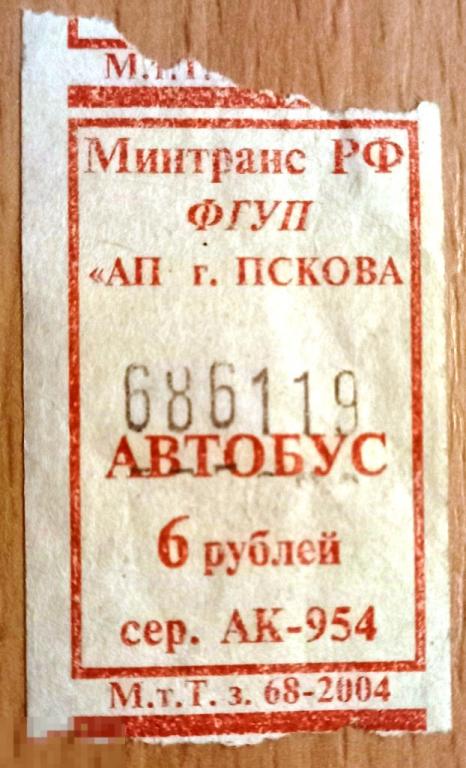 М.т.Т.
Минтранс РФ
ФГУП
«АП г. ПСКОВА
686119
АВТОБУС
6 рублей
сер. АК-954
М.т.Т. з. 68-2004